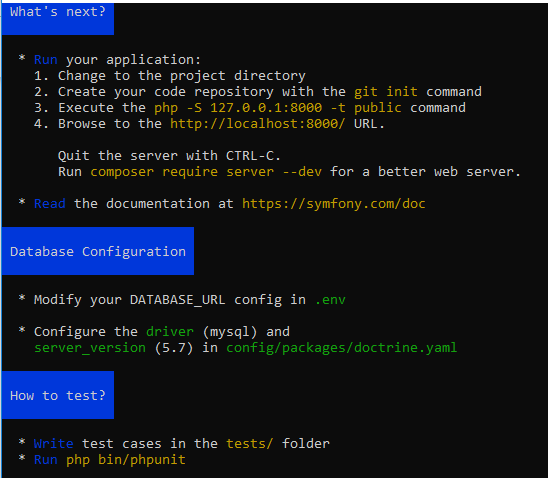 What's next?
* Run your application:
1. Change to the project directory
2. Create your code repository with the git init command
3. Execute the php -S 127.0.0.1:8000 -t public command
4. Browse to the http://localhost:8000/ URL.
Quit the server with CTRL-C.
Run composer require server --dev for a better web server.
* Read the documentation at https://symfony.com/doc
Database Configuration
* Modify your DATABASE_URL config in .env
* Configure the driver (mysql) and
server_version (5.7) in config/packages/doctrine.yaml
How to test?
* Write test cases in the tests/ folder
* Run php bin/phpunit